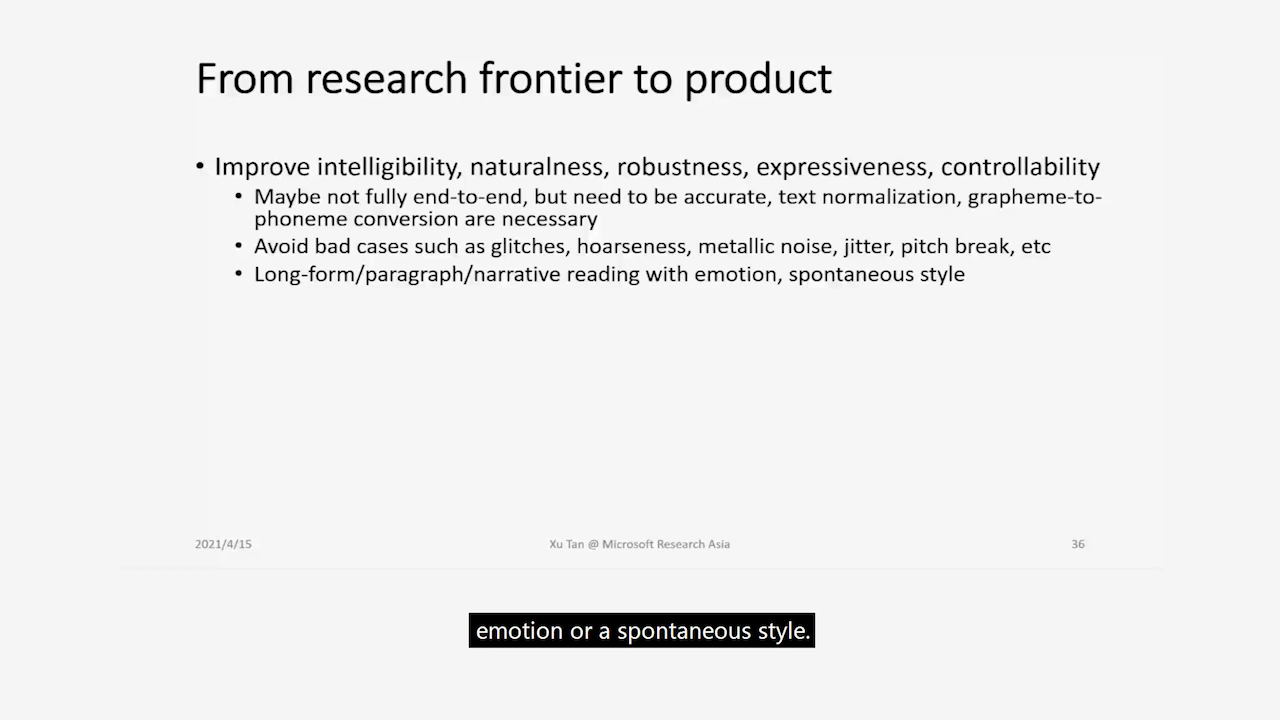 From research frontier to product
• Improve intelligibility, naturalness, robustness, expressiveness, controllability
• Maybe not fully end-to-end, but need to be accurate, text normalization, grapheme-to-
phoneme conversion are necessary
• Avoid bad cases such as glitches, hoarseness, metallic noise, jitter, pitch break, etc
• Long-form/paragraph/narrative reading with emotion, spontaneous style
2021/4/15 Xu Tan @ Microsoft Research Asia 36
emotion or a spontaneous style.